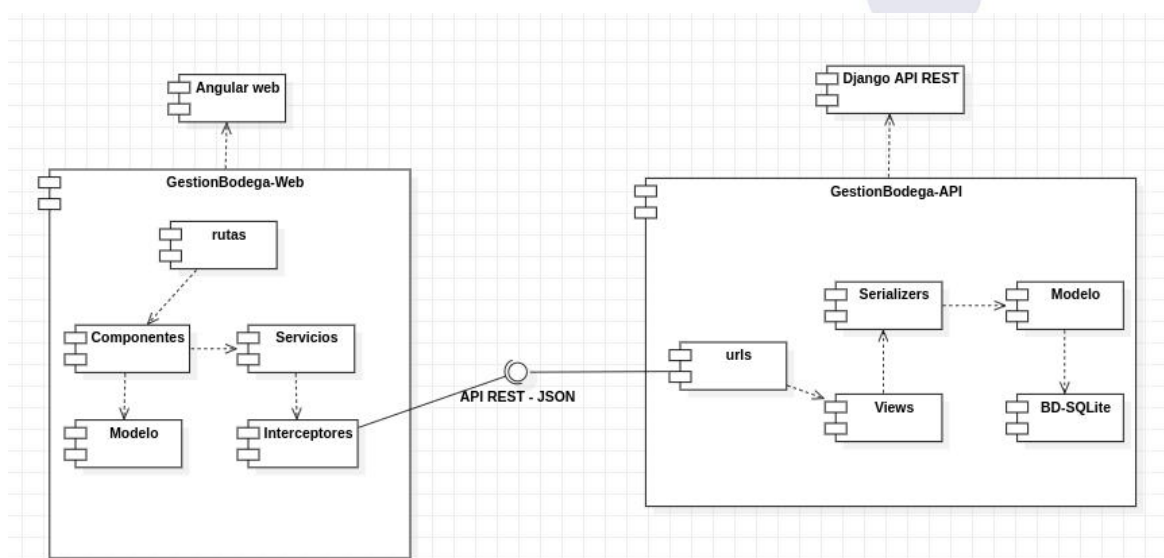 Angular web
Django API REST
GestionBodega-Web
GestionBodega-API
rutas
Serializers
Modelo
Componentes
Servicios
urls
API REST - JSON
Views
BD-SQLite
Modelo
Interceptores